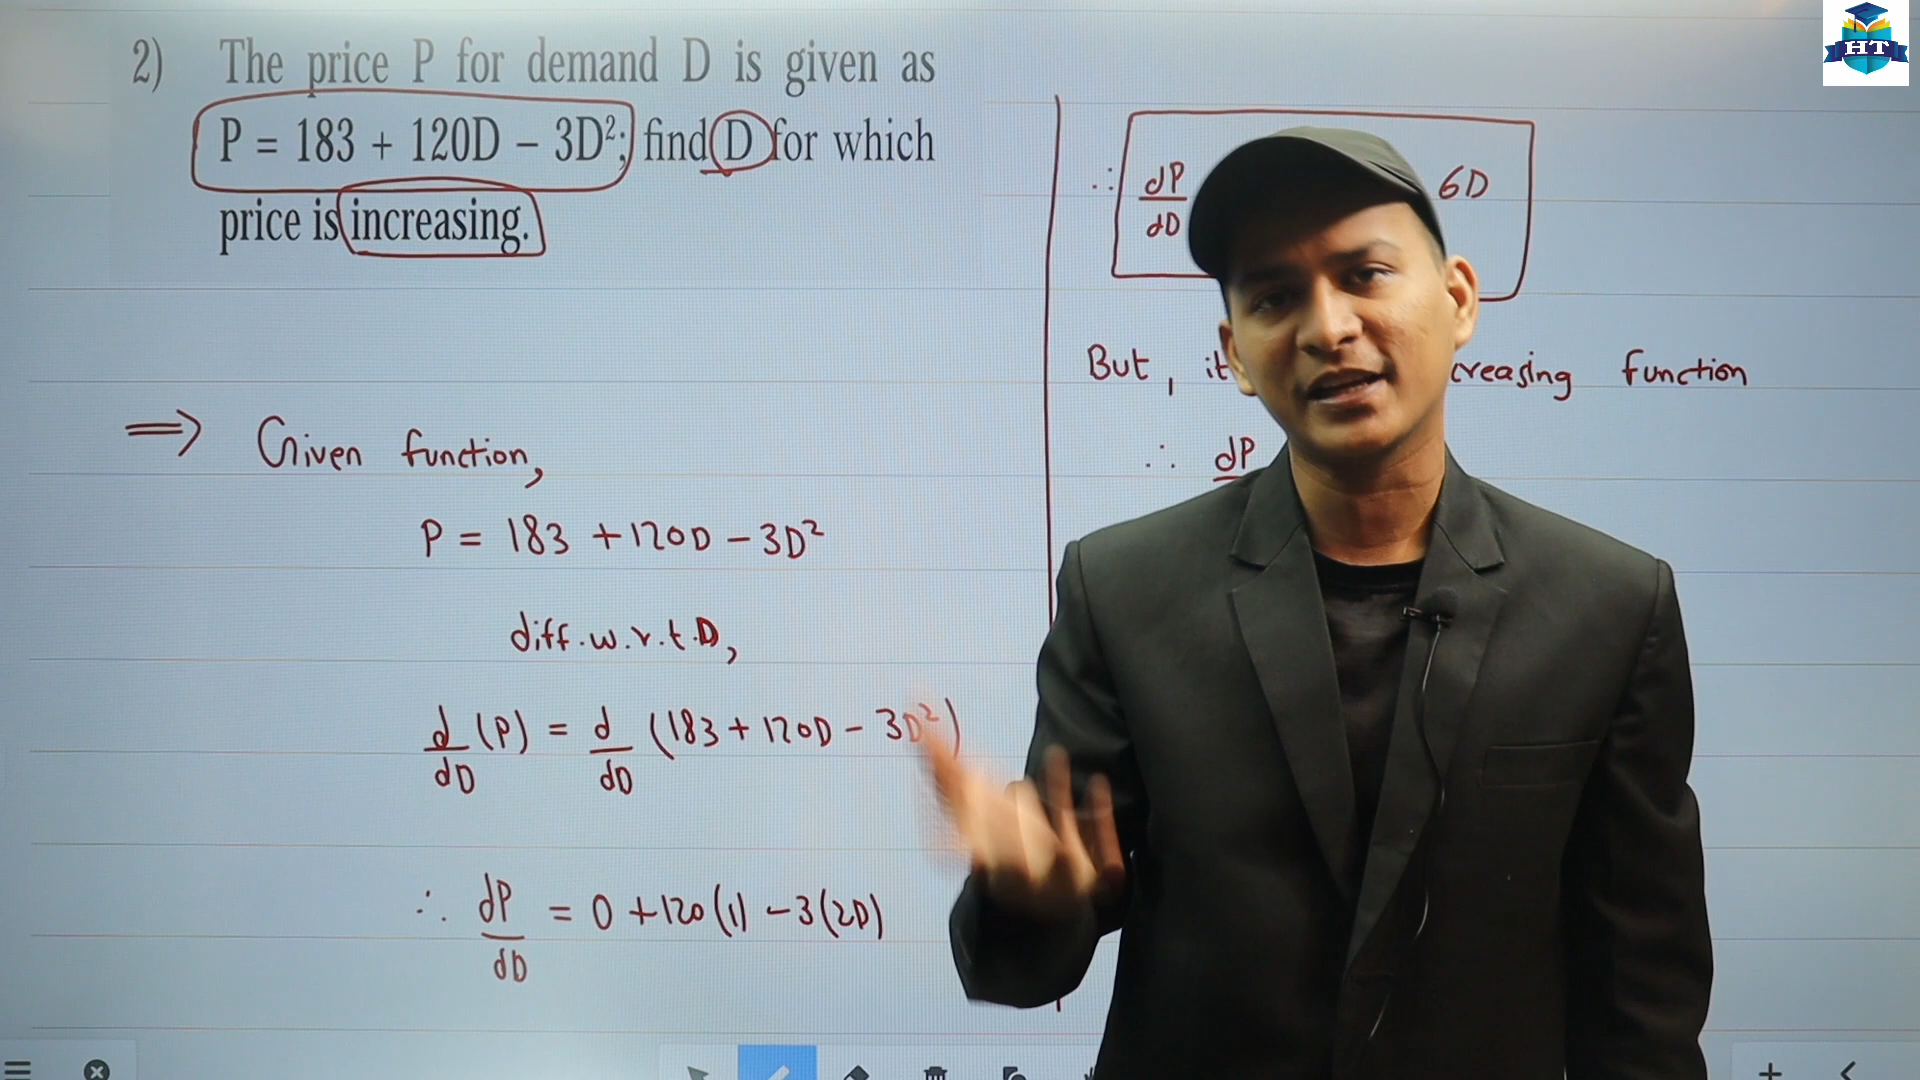 2) The price P for demand D is given as
P = 183 + 120D − 3D²; find D for which
price is increasing.
⇒ Given function,
P = 183 + 120D − 3D²
diff. w.r.t. D,
d/dD (P) = d/dD (183 + 120D − 3D²)
∴ dP/dD = 0 + 120(1) − 3(2D)
∴ dP/dD 6D
But, it creasing function
∴ dP
HT